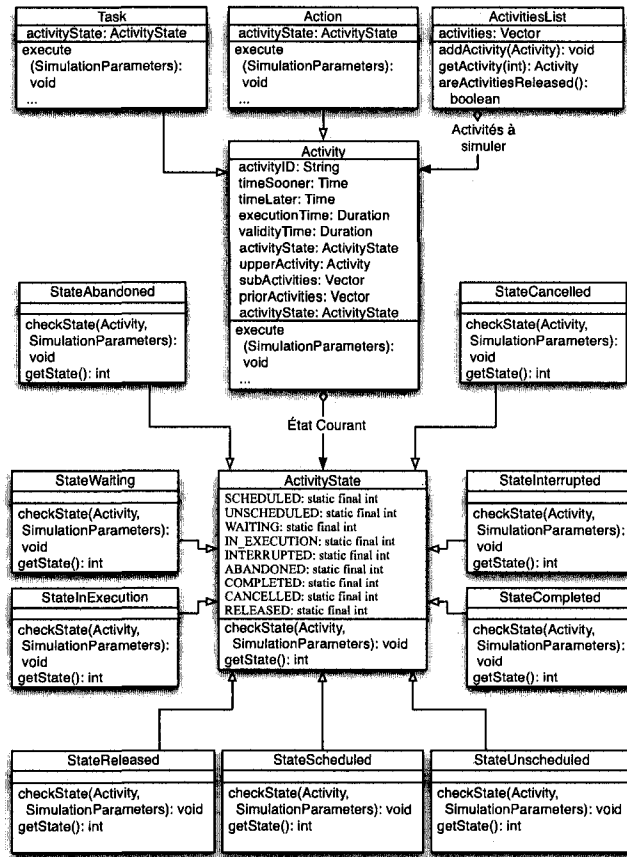 Task
activityState: ActivityState
execute
(SimulationParameters):
void
...
Action
activityState: ActivityState
execute
(SimulationParameters):
void
...
ActivitiesList
activities: Vector
addActivity(Activity): void
getActivity(int): Activity
areActivitiesReleased():
boolean
Activités à
simuler
Activity
activityID: String
timeSooner: Time
timeLater: Time
executionTime: Duration
validityTime: Duration
activityState: ActivityState
upperActivity: Activity
subActivities: Vector
priorActivities: Vector
activityState: ActivityState
execute
(SimulationParameters):
void
...
StateAbandoned
checkState(Activity,
SimulationParameters):
void
getState(): int
StateCancelled
checkState(Activity,
SimulationParameters):
void
getState(): int
État Courant
StateWaiting
checkState(Activity,
SimulationParameters):
void
getState(): int
ActivityState
SCHEDULED: static final int
UNSCHEDULED: static final int
WAITING: static final int
IN_EXECUTION: static final int
INTERRUPTED: static final int
ABANDONED: static final int
COMPLETED: static final int
CANCELLED: static final int
RELEASED: static final int
checkState(Activity,
SimulationParameters): void
getState(): int
StateInterrupted
checkState(Activity,
SimulationParameters):
void
getState(): int
StateInExecution
checkState(Activity,
SimulationParameters):
void
getState(): int
StateCompleted
checkState(Activity,
SimulationParameters):
void
getState(): int
StateReleased
checkState(Activity,
SimulationParameters): void
getState(): int
StateScheduled
checkState(Activity,
SimulationParameters): void
getState(): int
StateUnscheduled
checkState(Activity,
SimulationParameters): void
getState(): int